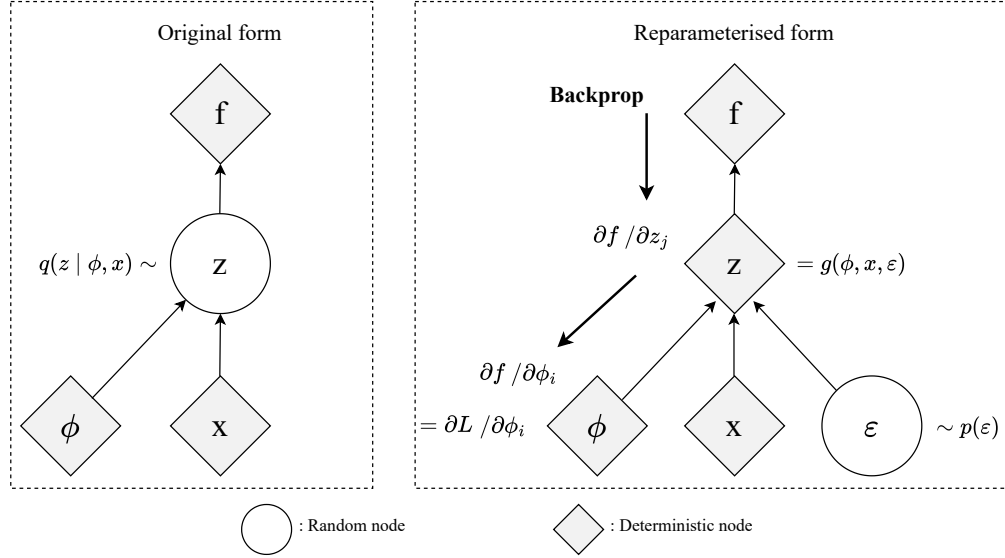 Original form
f
q(z | ϕ, x) ∼
z
ϕ
x
Reparameterised form
Backprop
f
∂f /∂z_j
z
= g(ϕ, x, ε)
∂f /∂ϕ_i
= ∂L /∂ϕ_i
ϕ
x
ε
∼ p(ε)
: Random node
: Deterministic node